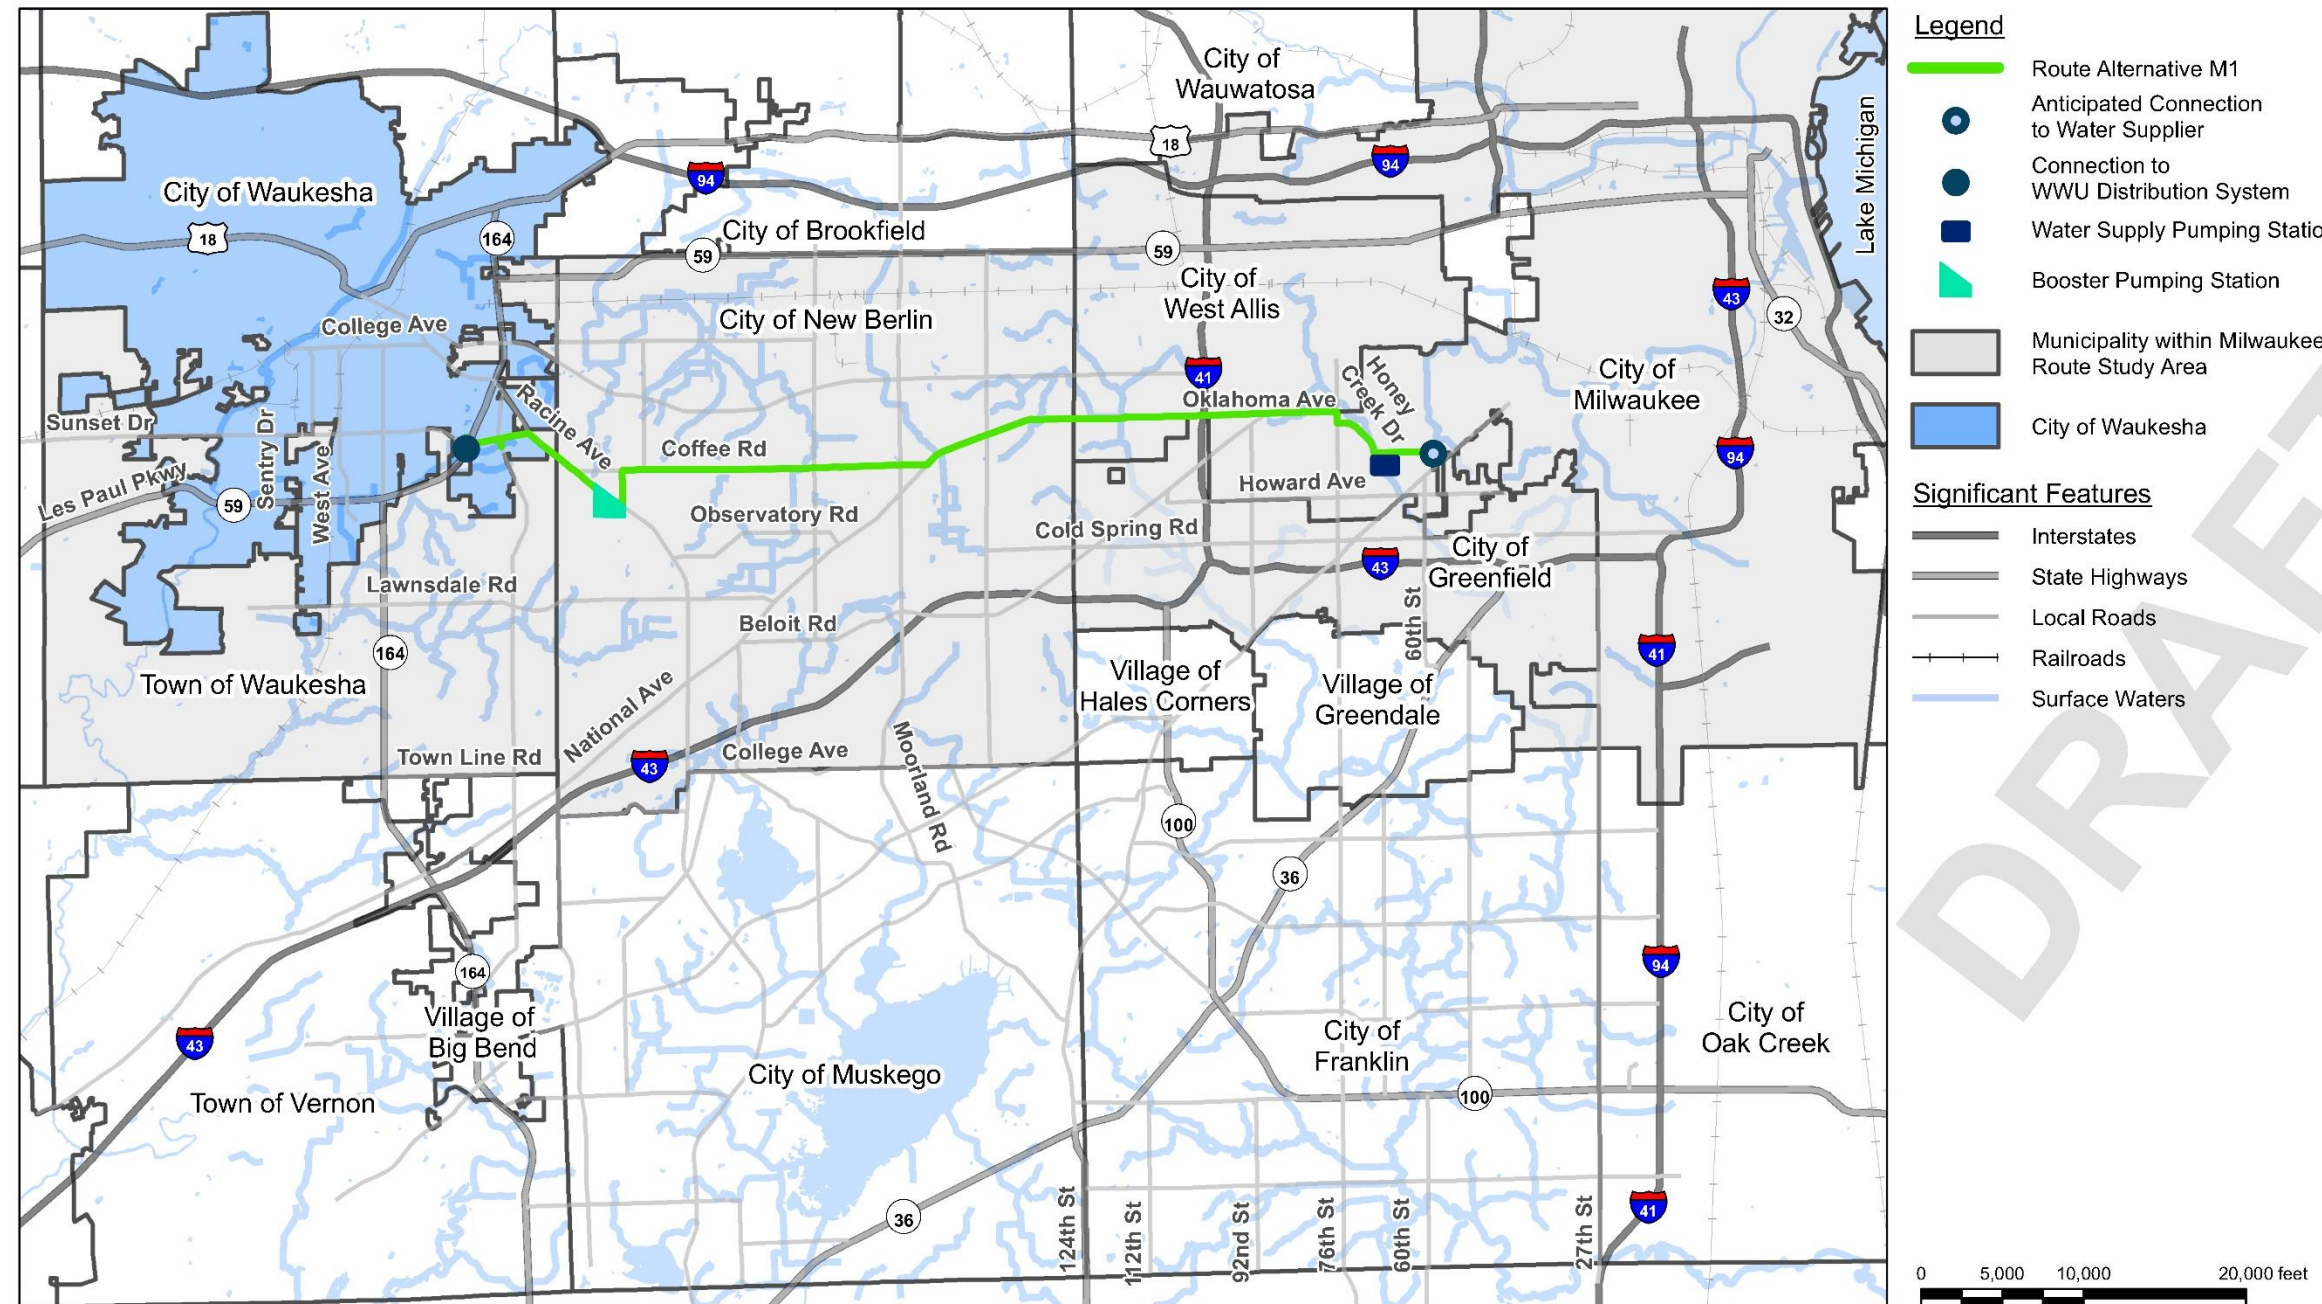 City of
Wauwatosa
18
94
94
City of Waukesha
18
164
City of Brookfield
59
59
City of
West Allis
43
32
City of New Berlin
College Ave
41
Honey
Creek Dr
City of
Milwaukee
Lake Michigan
Racine Ave
Oklahoma Ave
Sunset Dr
Sentry Dr
West Ave
Coffee Rd
94
Les Paul Pkwy
59
Howard Ave
Observatory Rd
Cold Spring Rd
43
City of
Greenfield
Lawnsdale Rd
Beloit Rd
60th St
164
41
Town of Waukesha
Village of
Hales Corners
Village of
Greendale
National Ave
Town Line Rd
43
College Ave
Moorland Rd
100
36
164
94
Village of
Big Bend
43
City of
Franklin
City of
Oak Creek
City of Muskego
Town of Vernon
100
36
41
124th St
112th St
92nd St
76th St
60th St
27th St
Legend
Route Alternative M1
Anticipated Connection
to Water Supplier
Connection to
WWU Distribution System
Water Supply Pumping Statio
Booster Pumping Station
Municipality within Milwaukee
Route Study Area
City of Waukesha
Significant Features
Interstates
State Highways
Local Roads
Railroads
Surface Waters
DRAF
0 5,000 10,000 20,000 feet